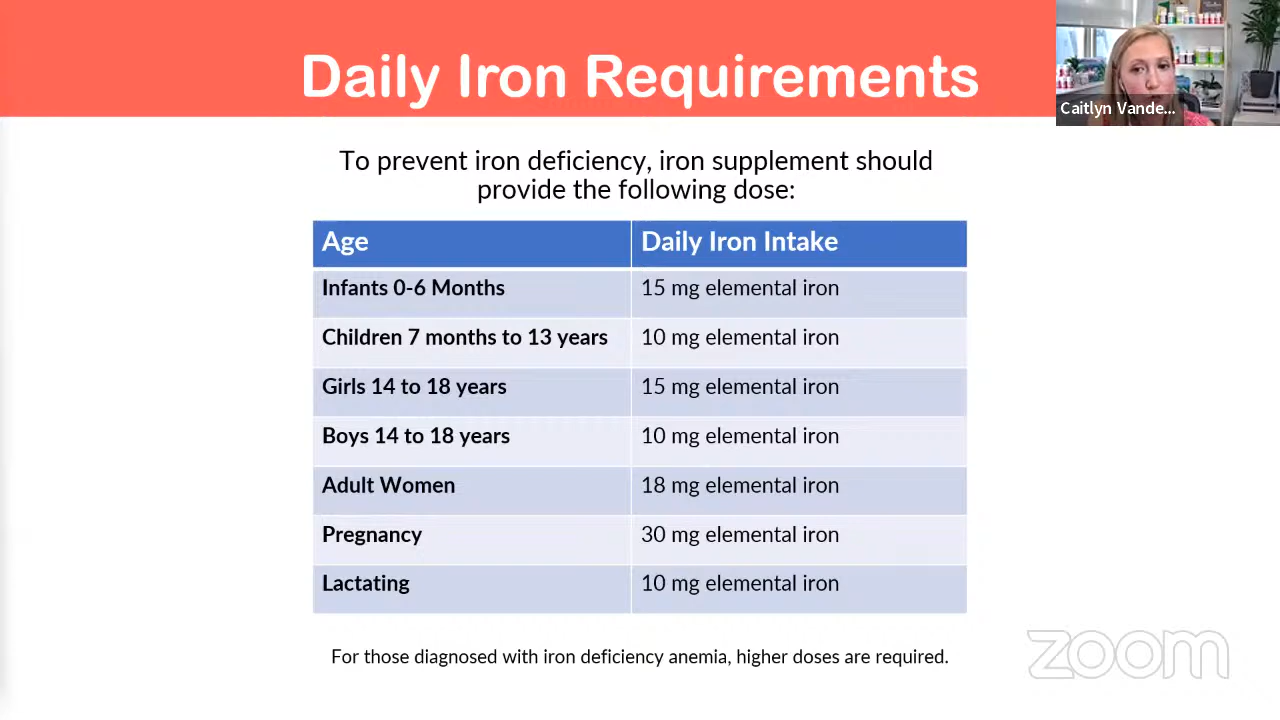 Daily Iron Requirements
Caitlyn Vande...
To prevent iron deficiency, iron supplement should
provide the following dose:
Age Daily Iron Intake
Infants 0-6 Months 15 mg elemental iron
Children 7 months to 13 years 10 mg elemental iron
Girls 14 to 18 years 15 mg elemental iron
Boys 14 to 18 years 10 mg elemental iron
Adult Women 18 mg elemental iron
Pregnancy 30 mg elemental iron
Lactating 10 mg elemental iron
For those diagnosed with iron deficiency anemia, higher doses are required.
zoom